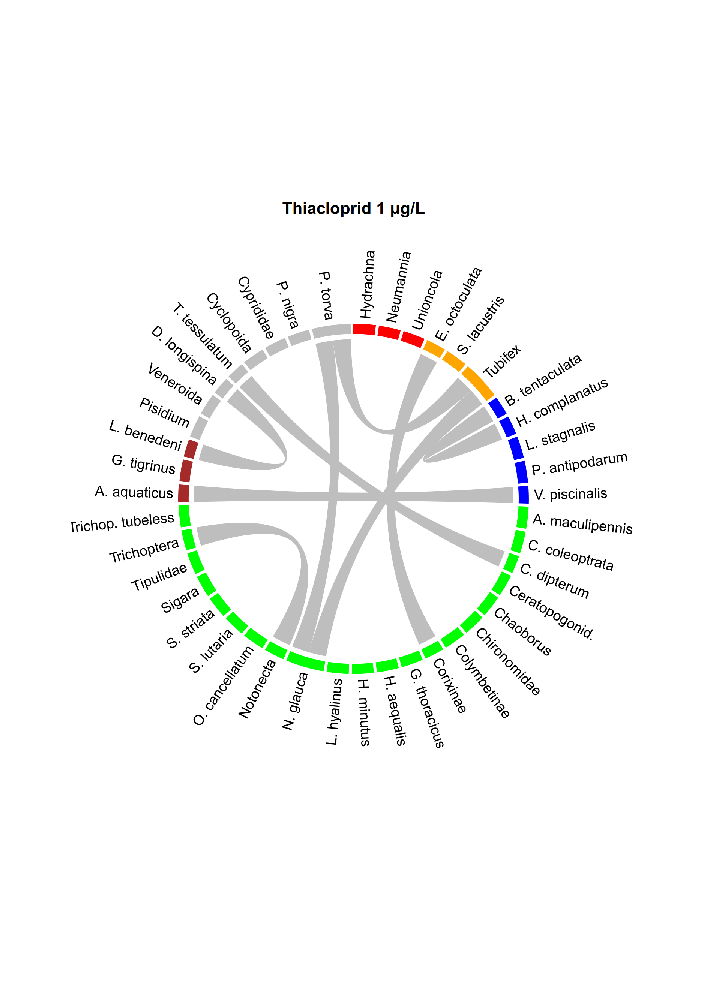 Thiacloprid 1 µg/L
Hydrachna
Neumannia
Unioncola
E. octoculata
S. lacustris
Tubifex
B. tentaculata
H. complanatus
L. stagnalis
P. antipodarum
V. piscinalis
A. maculipennis
C. coleoptrata
C. dipterum
Ceratopogonid.
Chaoborus
Chironomidae
Colymbetinae
Corixinae
G. thoracicus
H. aequalis
H. minutus
L. hyalinus
N. glauca
Notonecta
O. cancellatum
S. lutaria
S. striata
Sigara
Tipulidae
Trichoptera
Trichop. tubeless
A. aquaticus
G. tigrinus
L. benedeni
Pisidium
Veneroida
D. longispina
T. tessulatum
Cyclopoida
Cyprididae
P. nigra
P. torva